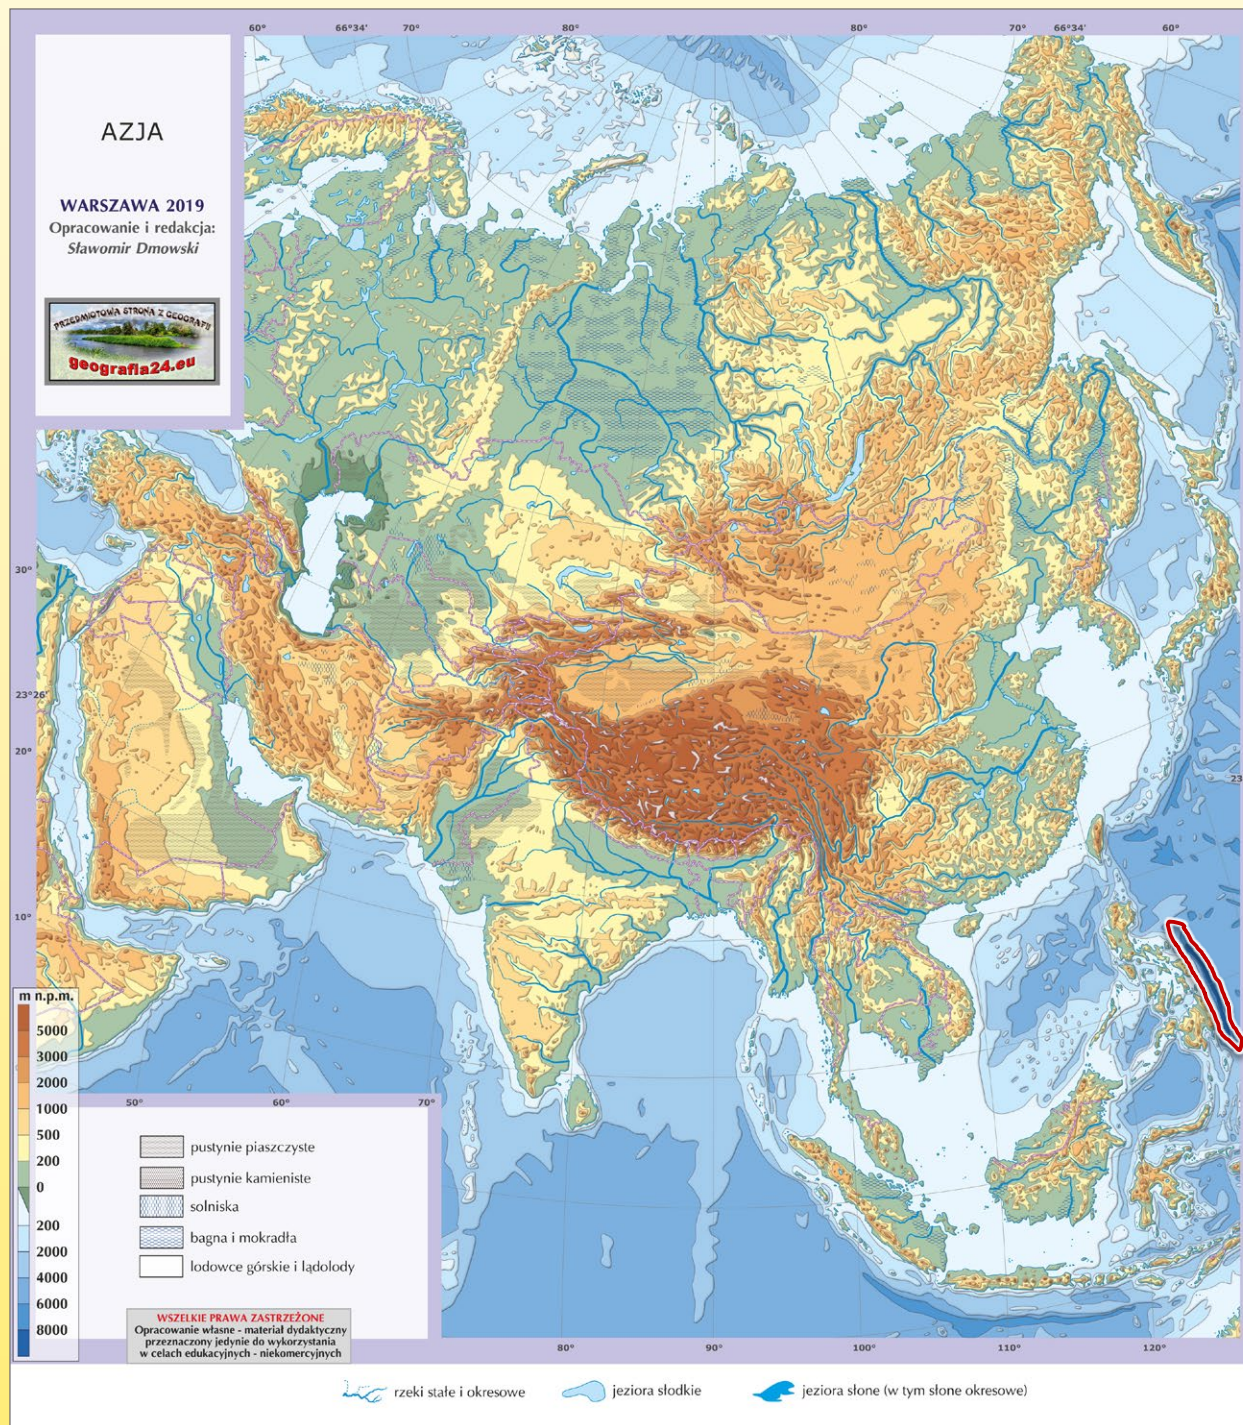 60° 66°34' 70° 80° 80° 70° 66°34' 60°
AZJA
WARSZAWA 2019
Opracowanie i redakcja:
Sławomir Dmowski
PRZEDMIOTOWA STRONA Z GEOGRAFII
geografia24.eu
30°
23°26'
20°
23
10°
m n.p.m.
5000
3000
2000
1000
500
200
0
200
2000
4000
6000
8000
50° 60° 70°
pustynie piaszczyste
pustynie kamieniste
solniska
bagna i mokradła
lodowce górskie i lądolody
WSZELKIE PRAWA ZASTRZEŻONE
Opracowanie własne - materiał dydaktyczny
przeznaczony jedynie do wykorzystania
w celach edukacyjnych - niekomercyjnych
80° 90° 100° 110° 120°
rzeki stałe i okresowe
jeziora słodkie
jeziora słone (w tym słone okresowe)